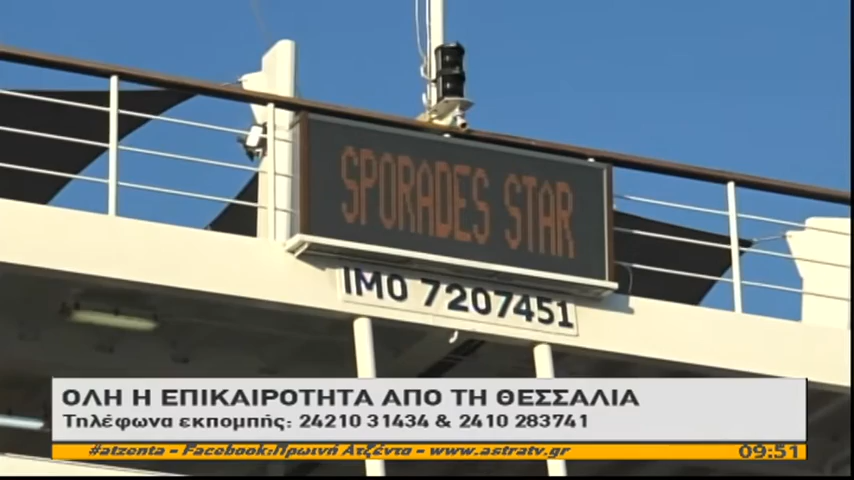 SPORADES STAR
IMO 7207451
ΟΛΗ Η ΕΠΙΚΑΙΡΟΤΗΤΑ ΑΠΟ ΤΗ ΘΕΣΣΑΛΙΑ
Τηλέφωνα εκπομπής: 24210 31434 & 2410 283741
#atzenta - Facebook:Πρωινή Ατζέντα - www.astratv.gr 09:51